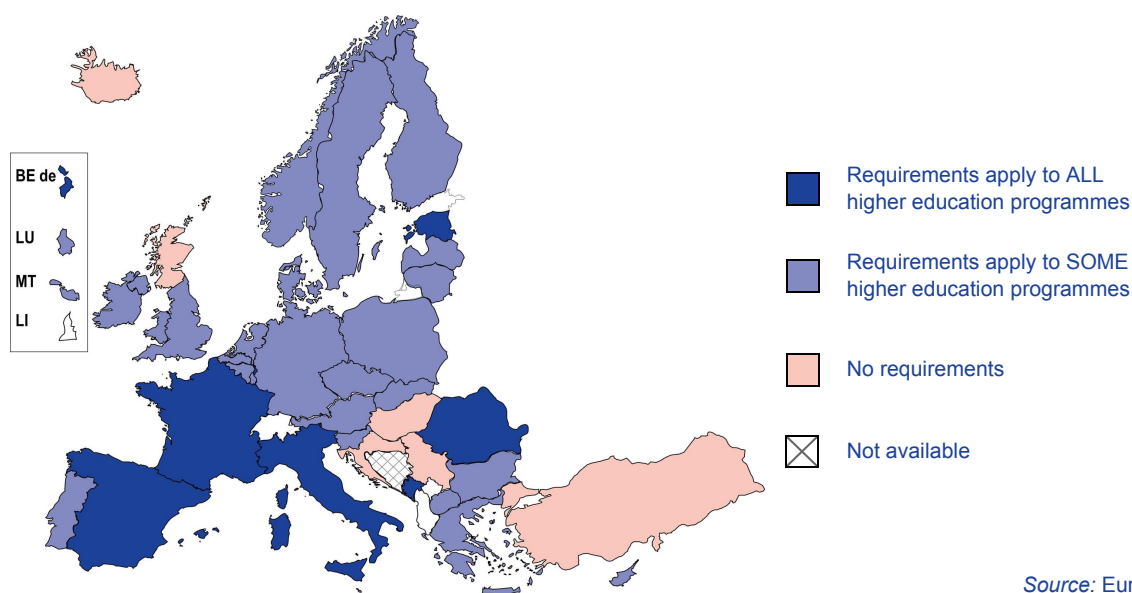 BE de
LU
MT
LI
Requirements apply to ALL
higher education programmes
Requirements apply to SOME
higher education programmes
No requirements
Not available
Source: Eur